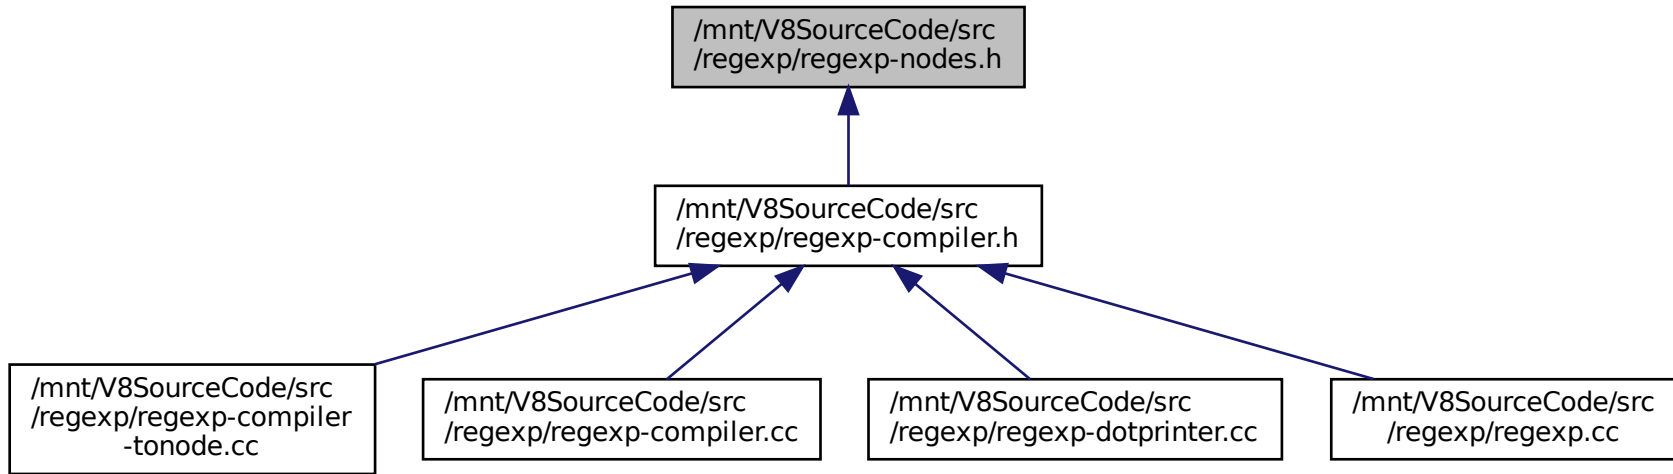 /mnt/V8SourceCode/src
/regexp/regexp-nodes.h
/mnt/V8SourceCode/src
/regexp/regexp-compiler.h
/mnt/V8SourceCode/src
/regexp/regexp-compiler
-tonode.cc
/mnt/V8SourceCode/src
/regexp/regexp-compiler.cc
/mnt/V8SourceCode/src
/regexp/regexp-dotprinter.cc
/mnt/V8SourceCode/src
/regexp/regexp.cc